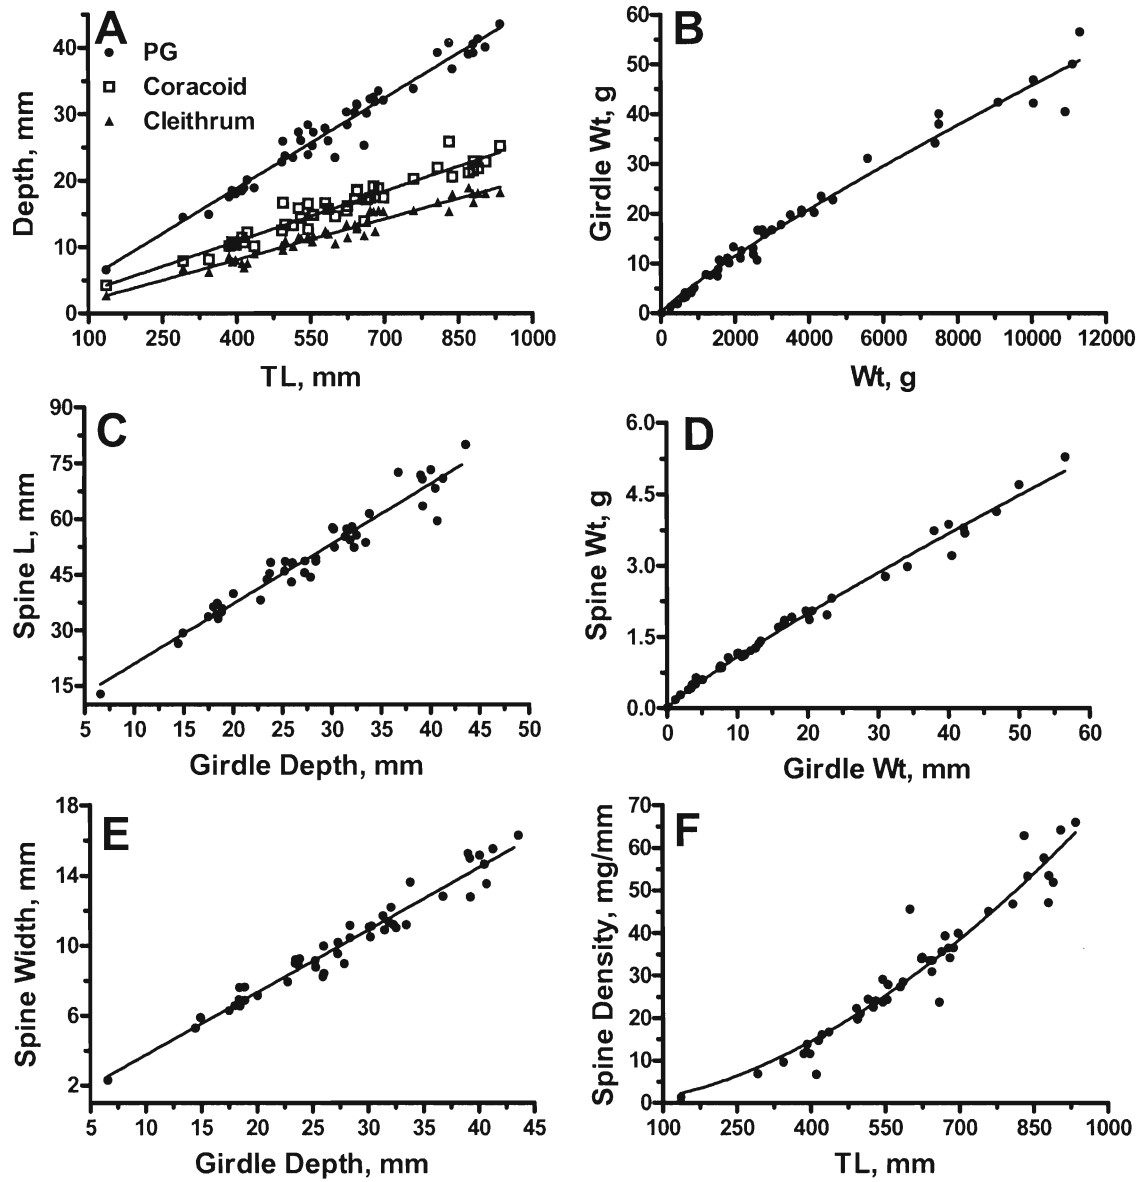 A
PG
Coracoid
Cleithrum
Depth, mm
40
30
20
10
0
100 250 400 550 700 850 1000
TL, mm
B
Girdle Wt, g
60
50
40
30
20
10
0
0 2000 4000 6000 8000 10000 12000
Wt, g
C
Spine L, mm
90
75
60
45
30
15
5 10 15 20 25 30 35 40 45 50
Girdle Depth, mm
D
Spine Wt, g
6.0
4.5
3.0
1.5
0.0
0 10 20 30 40 50 60
Girdle Wt, mm
E
Spine Width, mm
18
14
10
6
2
5 10 15 20 25 30 35 40 45
Girdle Depth, mm
F
Spine Density, mg/mm
70
60
50
40
30
20
10
0
100 250 400 550 700 850 1000
TL, mm